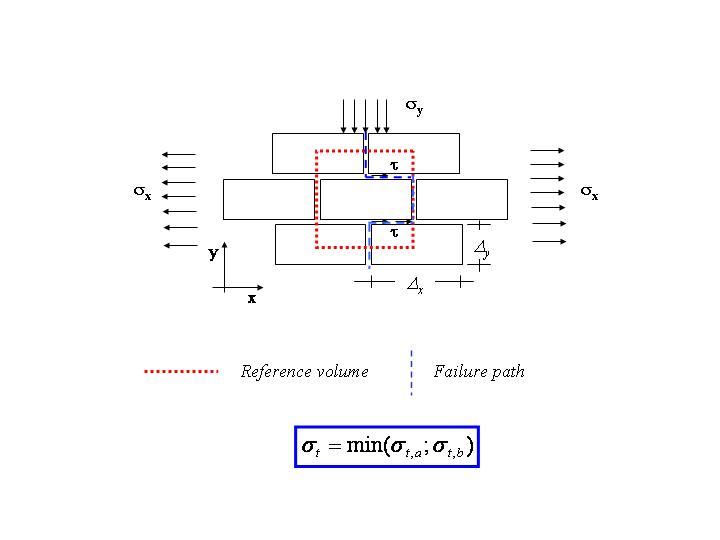 σy
τ
σx
σx
τ
y
Δy
Δx
x
Reference volume
Failure path
σt = min(σt,a; σt,b)